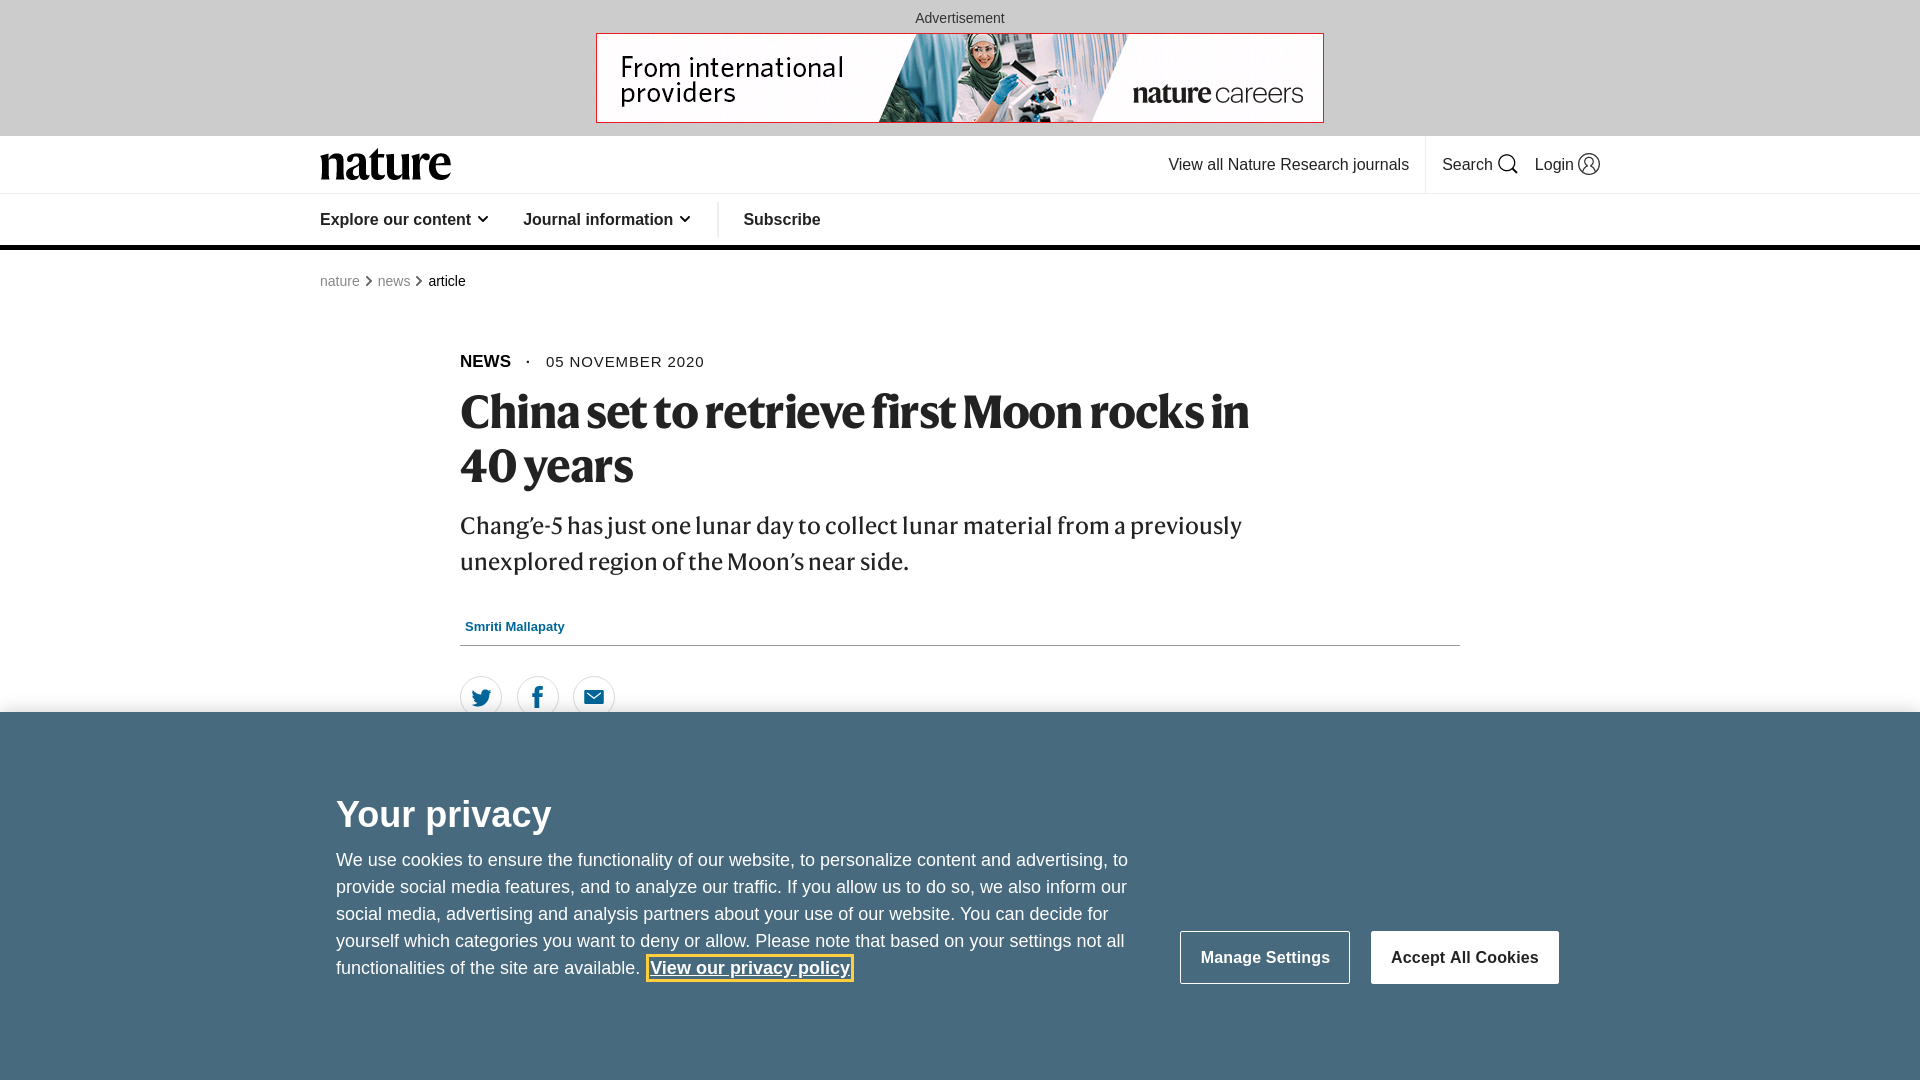 Advertisement
From international
providers
nature careers
nature
View all Nature Research journals
Search
Login
Explore our content
Journal information
Subscribe
nature
news
article
NEWS · 05 NOVEMBER 2020
China set to retrieve first Moon rocks in
40 years
Chang’e-5 has just one lunar day to collect lunar material from a previously
unexplored region of the Moon’s near side.
Smriti Mallapaty
Your privacy
We use cookies to ensure the functionality of our website, to personalize content and advertising, to
provide social media features, and to analyze our traffic. If you allow us to do so, we also inform our
social media, advertising and analysis partners about your use of our website. You can decide for
yourself which categories you want to deny or allow. Please note that based on your settings not all
functionalities of the site are available. View our privacy policy
Manage Settings
Accept All Cookies